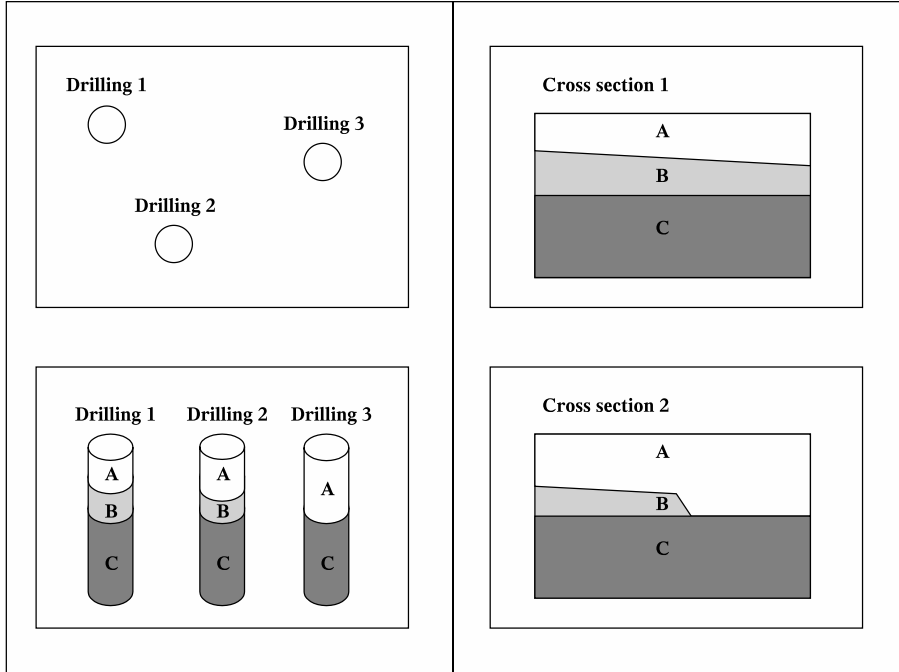 Drilling 1
Drilling 3
Drilling 2
Drilling 1 Drilling 2 Drilling 3
A A A
B B
C C C
Cross section 1
A
B
C
Cross section 2
A
B
C